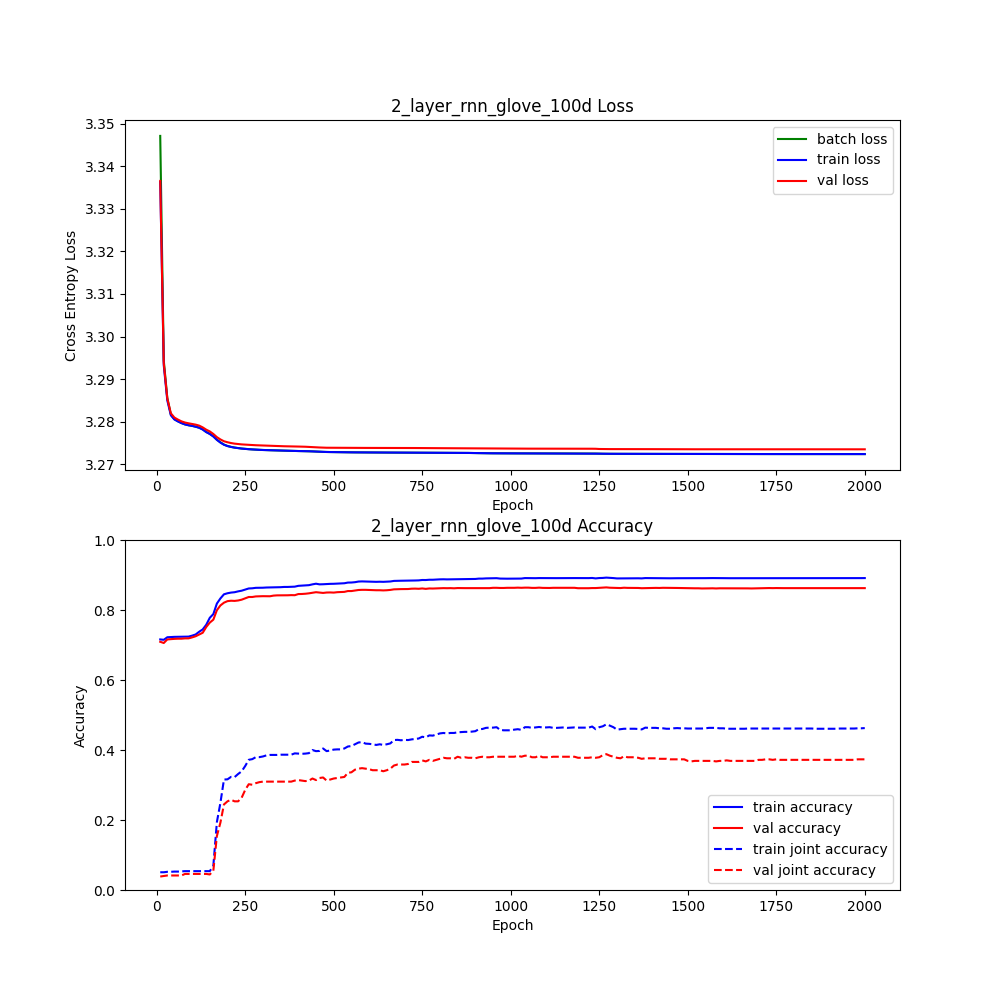 2_layer_rnn_glove_100d Loss
Cross Entropy Loss
3.35
3.34
3.33
3.32
3.31
3.30
3.29
3.28
3.27
batch loss
train loss
val loss
0 250 500 750 1000 1250 1500 1750 2000
Epoch
2_layer_rnn_glove_100d Accuracy
Accuracy
1.0
0.8
0.6
0.4
0.2
0.0
train accuracy
val accuracy
train joint accuracy
val joint accuracy
0 250 500 750 1000 1250 1500 1750 2000
Epoch